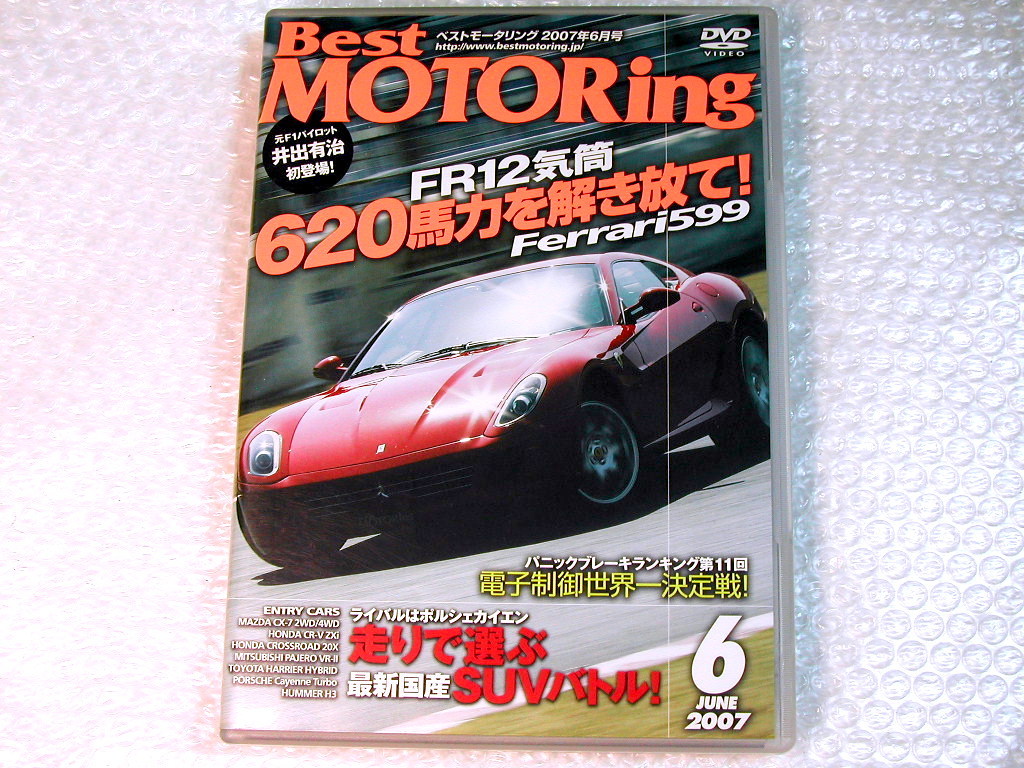 Best
ベストモータリング 2007年6月号
http://www.bestmotoring.jp/
DVD
VIDEO
MOTORing
元F1パイロット
井出有治
初登場!
FR12気筒
620馬力を解き放て!
Ferrari599
パニックブレーキランキング第11回
電子制御世界一決定戦!
ENTRY CARS
MAZDA CX-7 2WD/4WD
HONDA CR-V ZXi
HONDA CROSSROAD 20X
MITSUBISHI PAJERO VR-II
TOYOTA HARRIER HYBRID
PORSCHE Cayenne Turbo
HUMMER H3
ライバルはポルシェカイエン
走りで選ぶ
最新国産SUVバトル!
6
JUNE
2007